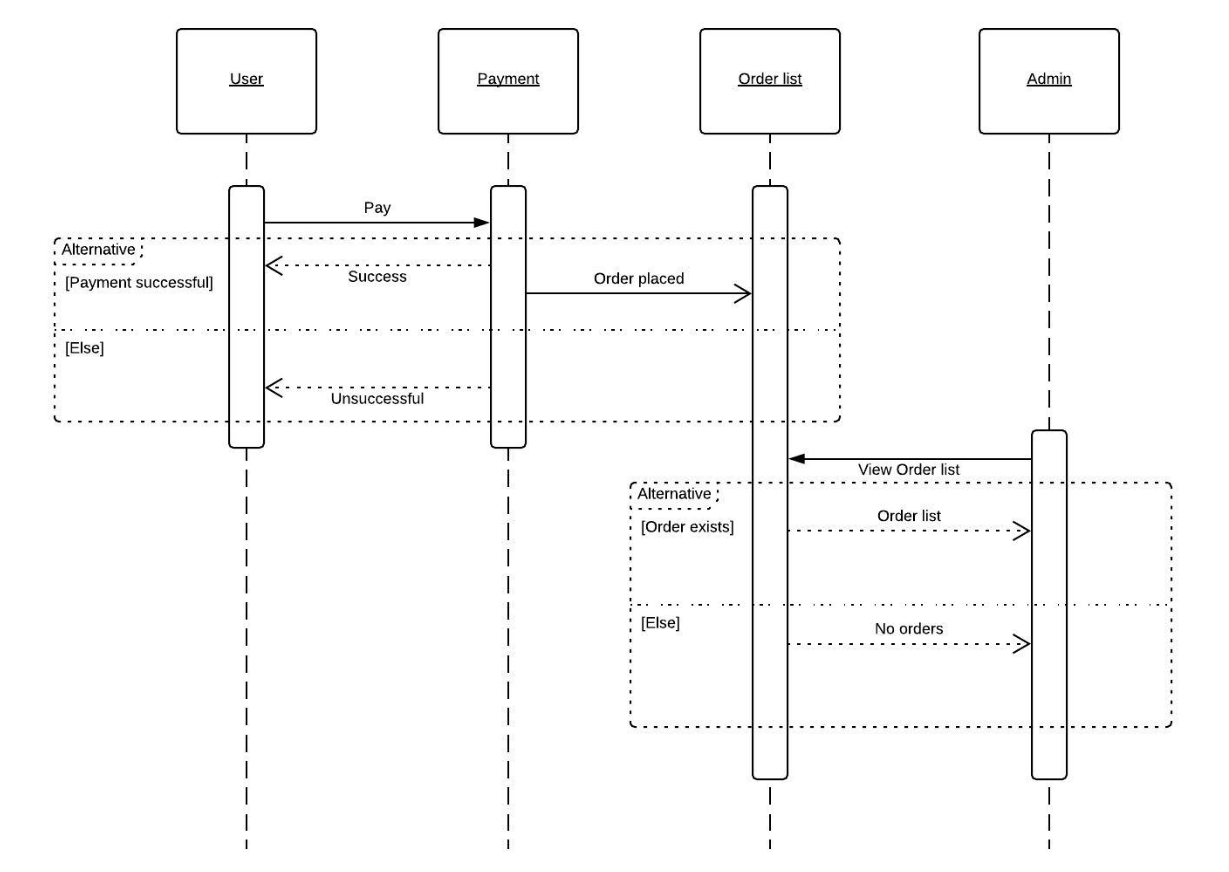 User
Payment
Order list
Admin
Pay
Alternative
Success
[Payment successful]
Order placed
[Else]
Unsuccessful
View Order list
Alternative
Order list
[Order exists]
[Else]
No orders